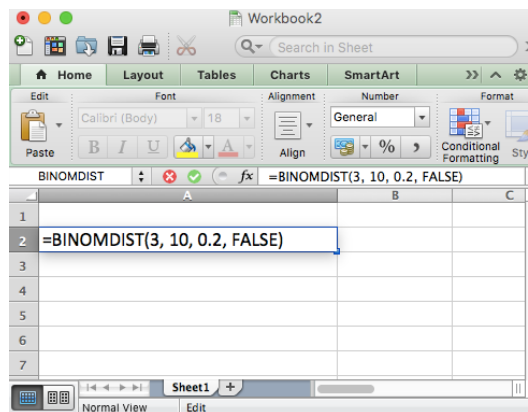 Workbook2
Search in Sheet
Home Layout Tables Charts SmartArt
Edit Font Alignment Number Format
Calibri (Body) 18 General
Paste B I U A Align % Conditional Formatting
BINOMDIST fx =BINOMDIST(3, 10, 0.2, FALSE)
A B C
1
2 =BINOMDIST(3, 10, 0.2, FALSE)
3
4
5
6
7
Sheet1
Normal View Edit